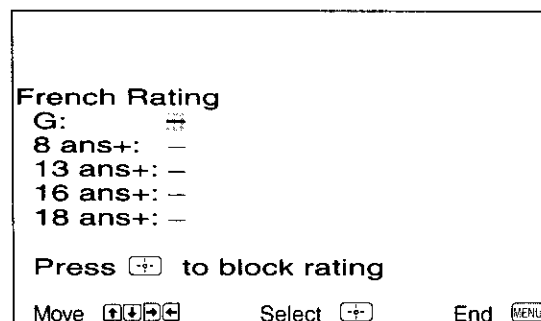 French Rating
G: –
8 ans+: –
13 ans+: –
16 ans+: –
18 ans+: –
Press to block rating
Move Select End MENU